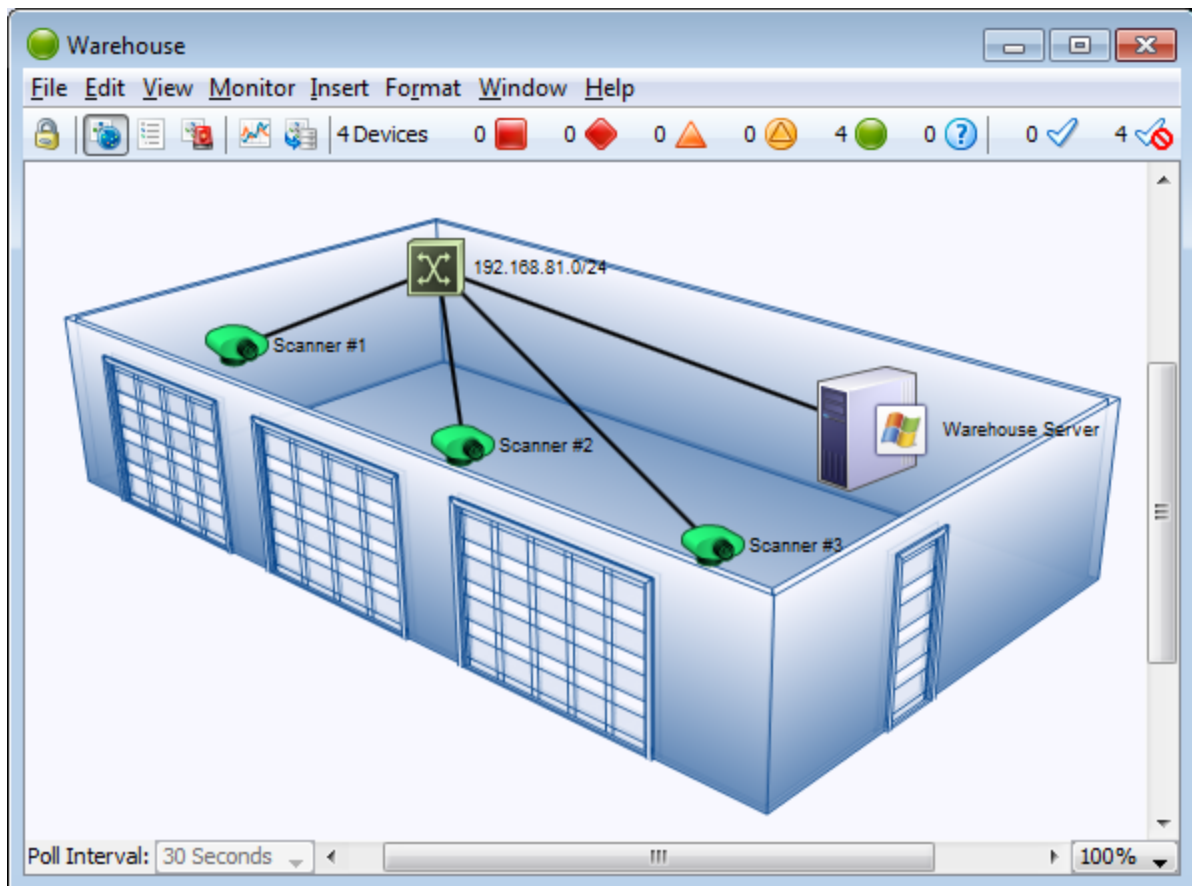 Warehouse
File Edit View Monitor Insert Format Window Help
4 Devices 0 0 0 0 4 0 ? 0 4
192.168.81.0/24
Scanner #1
Warehouse Server
Scanner #2
Scanner #3
Poll Interval: 30 Seconds 100%